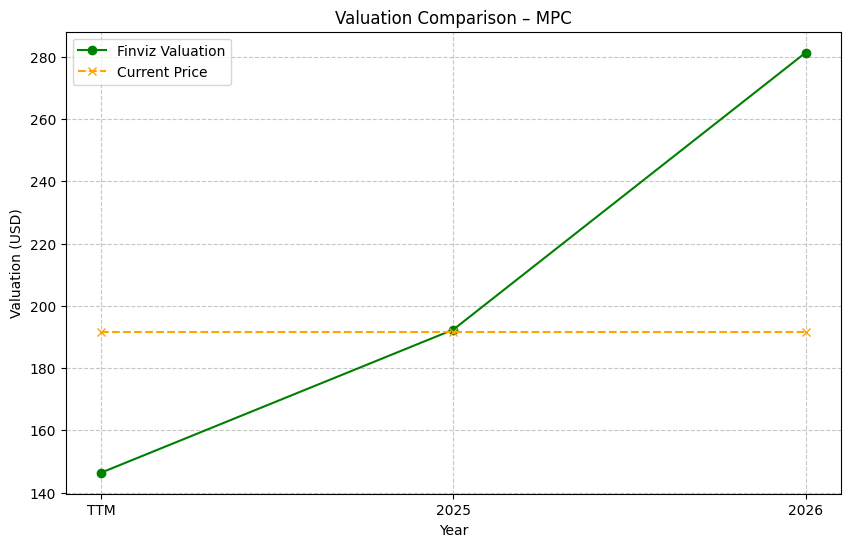 Valuation Comparison – MPC
Finviz Valuation
Current Price
Valuation (USD)
280
260
240
220
200
180
160
140
TTM
2025
2026
Year